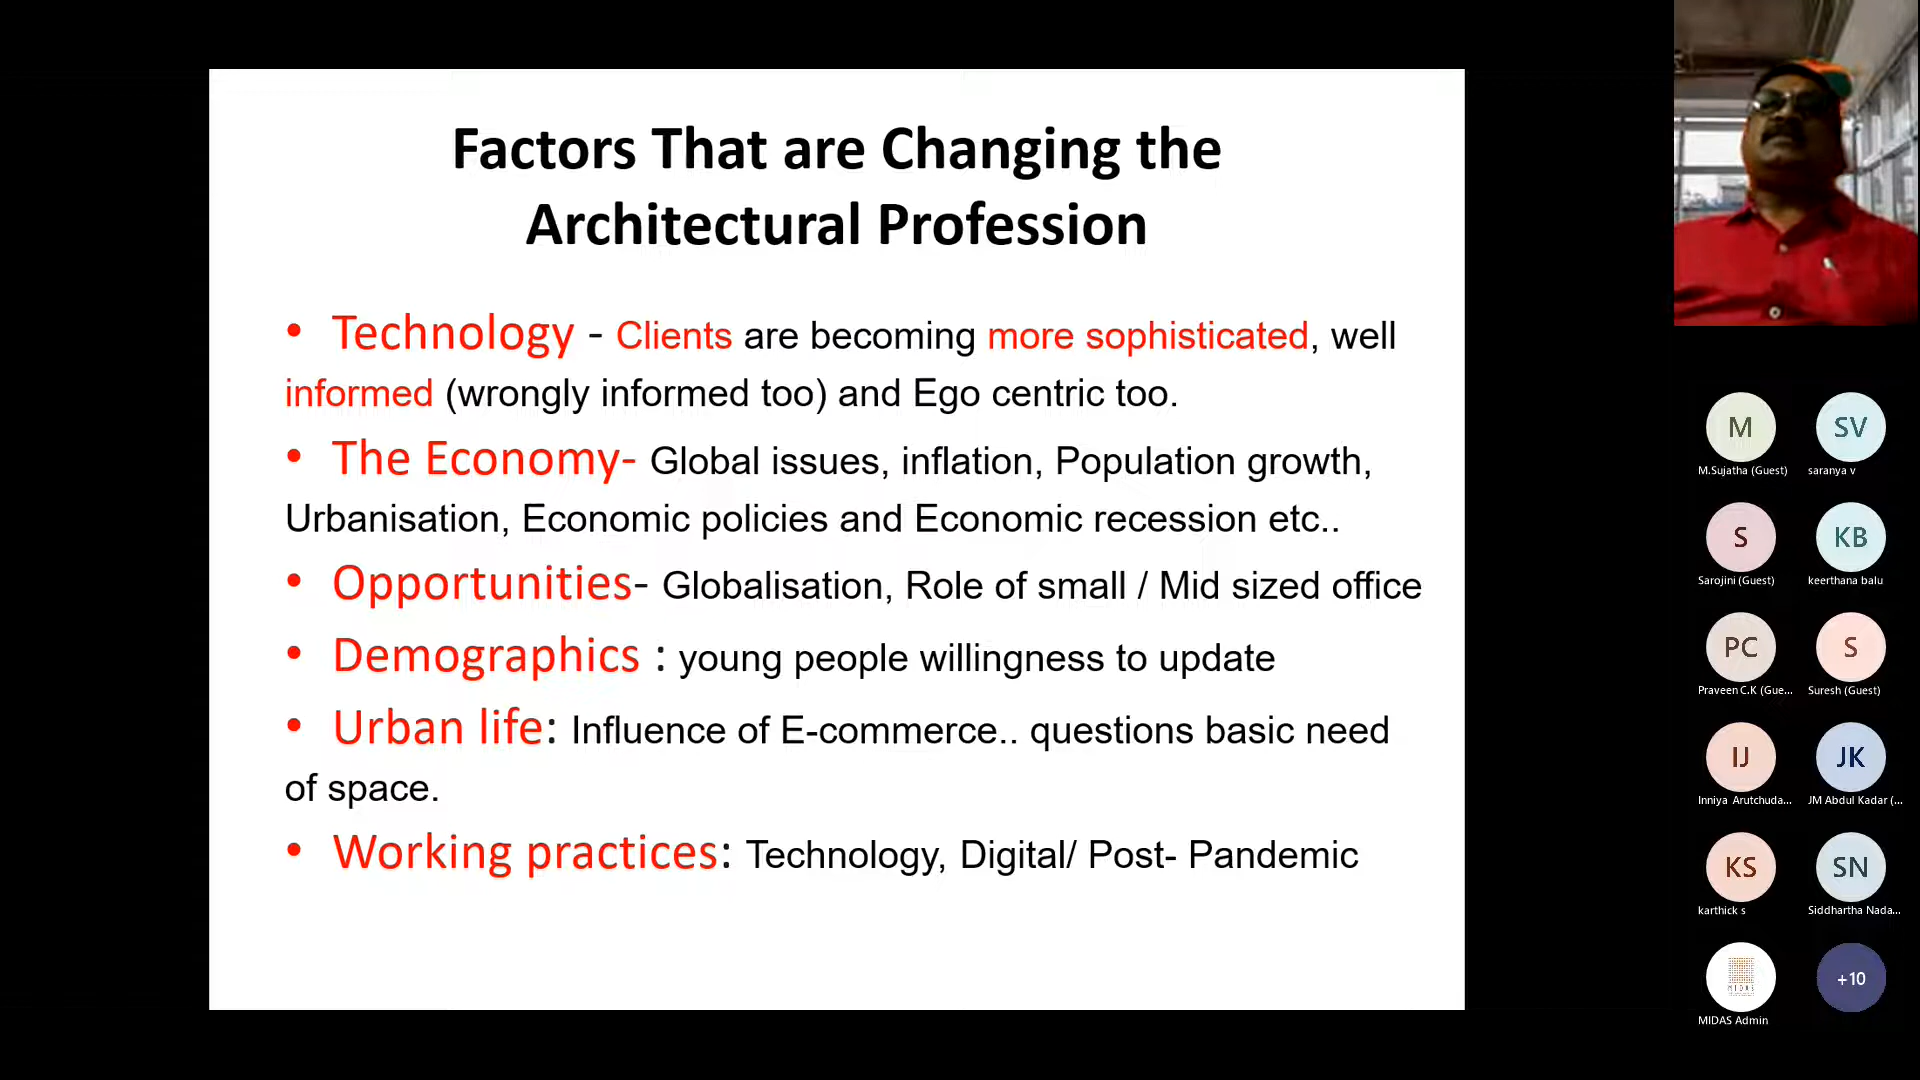 Factors That are Changing the
Architectural Profession
• Technology - Clients are becoming more sophisticated, well
informed (wrongly informed too) and Ego centric too.
• The Economy- Global issues, inflation, Population growth,
Urbanisation, Economic policies and Economic recession etc..
• Opportunities- Globalisation, Role of small / Mid sized office
• Demographics : young people willingness to update
• Urban life: Influence of E-commerce.. questions basic need
of space.
• Working practices: Technology, Digital/ Post- Pandemic
M SV
M.Sujatha (Guest) saranya v
S KB
Sarojini (Guest) keerthana balu
PC S
Praveen C.K (Gue... Suresh (Guest)
IJ JK
Inniya Arutchuda... JM Abdul Kadar (...
KS SN
karthick s Siddhartha Nada...
MIDAS +10
MIDAS Admin